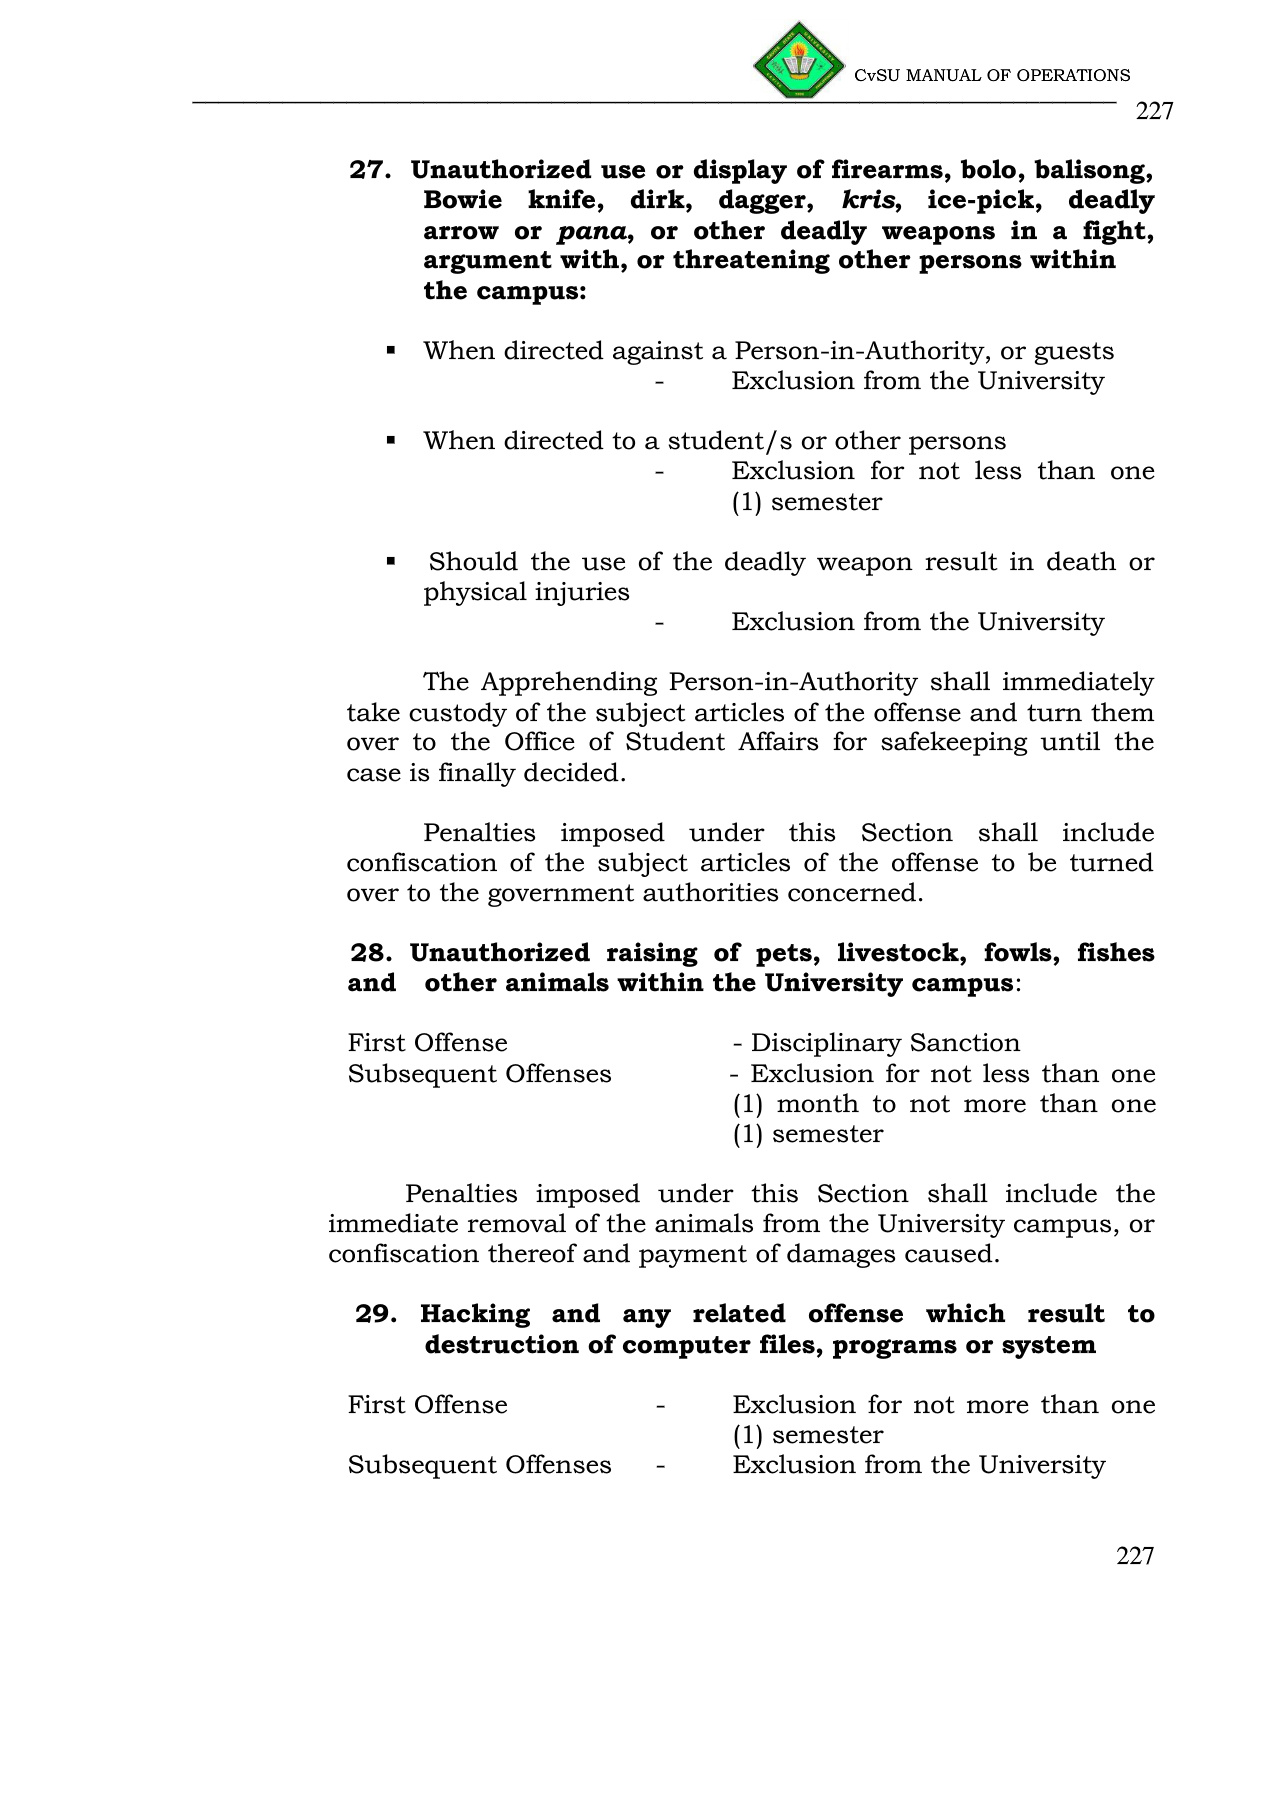 CvSU MANUAL OF OPERATIONS
227
27. Unauthorized use or display of firearms, bolo, balisong,
Bowie knife, dirk, dagger, kris, ice-pick, deadly
arrow or pana, or other deadly weapons in a fight,
argument with, or threatening other persons within
the campus:
▪ When directed against a Person-in-Authority, or guests
- Exclusion from the University
▪ When directed to a student/s or other persons
- Exclusion for not less than one
(1) semester
▪ Should the use of the deadly weapon result in death or
physical injuries
- Exclusion from the University
The Apprehending Person-in-Authority shall immediately
take custody of the subject articles of the offense and turn them
over to the Office of Student Affairs for safekeeping until the
case is finally decided.
Penalties imposed under this Section shall include
confiscation of the subject articles of the offense to be turned
over to the government authorities concerned.
28. Unauthorized raising of pets, livestock, fowls, fishes
and other animals within the University campus:
First Offense - Disciplinary Sanction
Subsequent Offenses - Exclusion for not less than one
(1) month to not more than one
(1) semester
Penalties imposed under this Section shall include the
immediate removal of the animals from the University campus, or
confiscation thereof and payment of damages caused.
29. Hacking and any related offense which result to
destruction of computer files, programs or system
First Offense - Exclusion for not more than one
(1) semester
Subsequent Offenses - Exclusion from the University
227